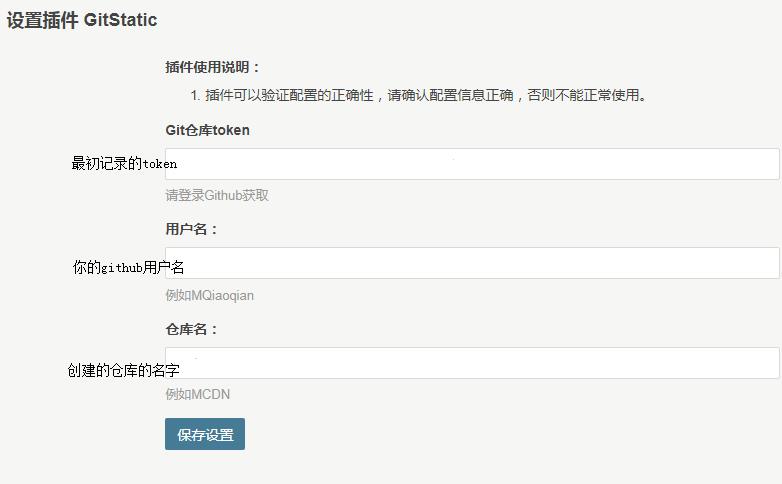 设置插件 GitStatic
插件使用说明：
1. 插件可以验证配置的正确性，请确认配置信息正确，否则不能正常使用。
Git仓库token
最初记录的token
请登录Github获取
用户名：
你的github用户名
例如MQiaoqian
仓库名：
创建的仓库的名字
例如MCDN
保存设置